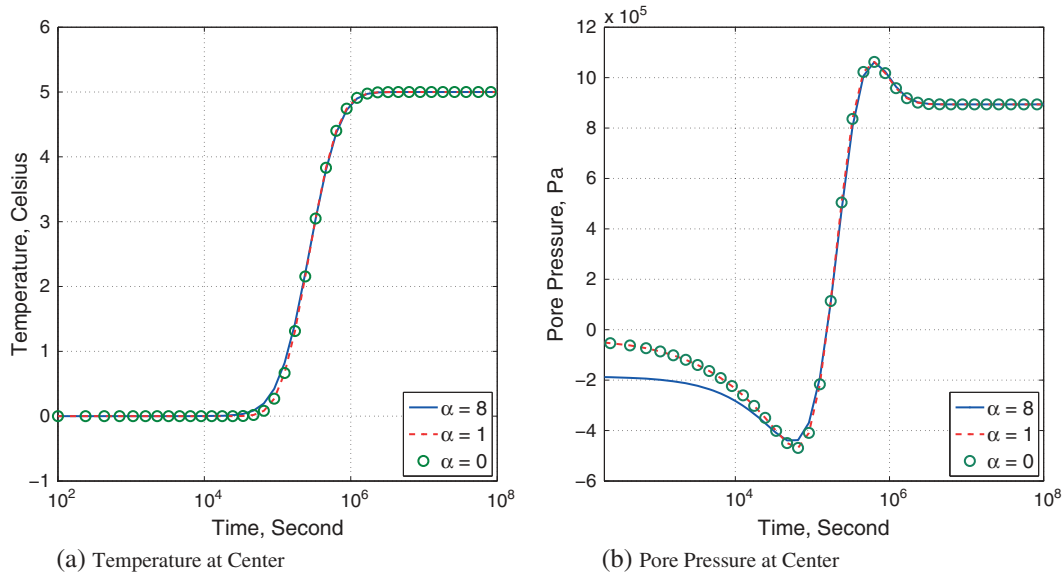 6
5
4
3
2
1
0
−1
Temperature, Celsius
10^2
10^4
10^6
10^8
Time, Second
α = 8
α = 1
α = 0
(a) Temperature at Center
x 10^5
12
10
8
6
4
2
0
−2
−4
−6
Pore Pressure, Pa
10^4
10^6
10^8
Time, Second
α = 8
α = 1
α = 0
(b) Pore Pressure at Center